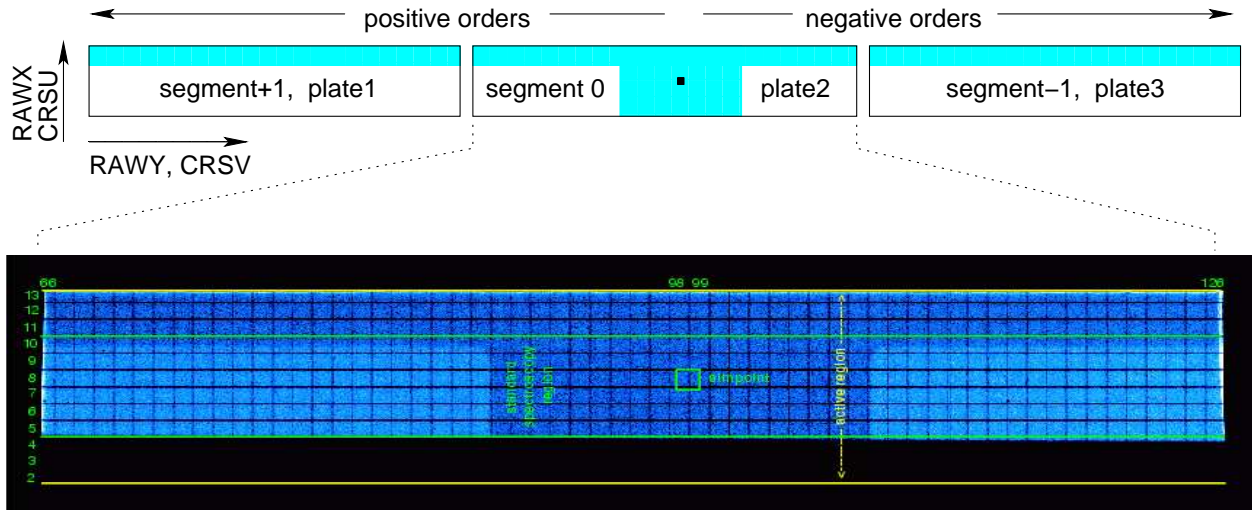 positive orders negative orders
segment+1, plate1 segment 0 plate2 segment−1, plate3
RAWX
CRSU
RAWY, CRSV
66 98 99 126
13
12
11
10
9
8
7
6
5
4
3
2
standard
spectroscopy
region
aimpoint
active region